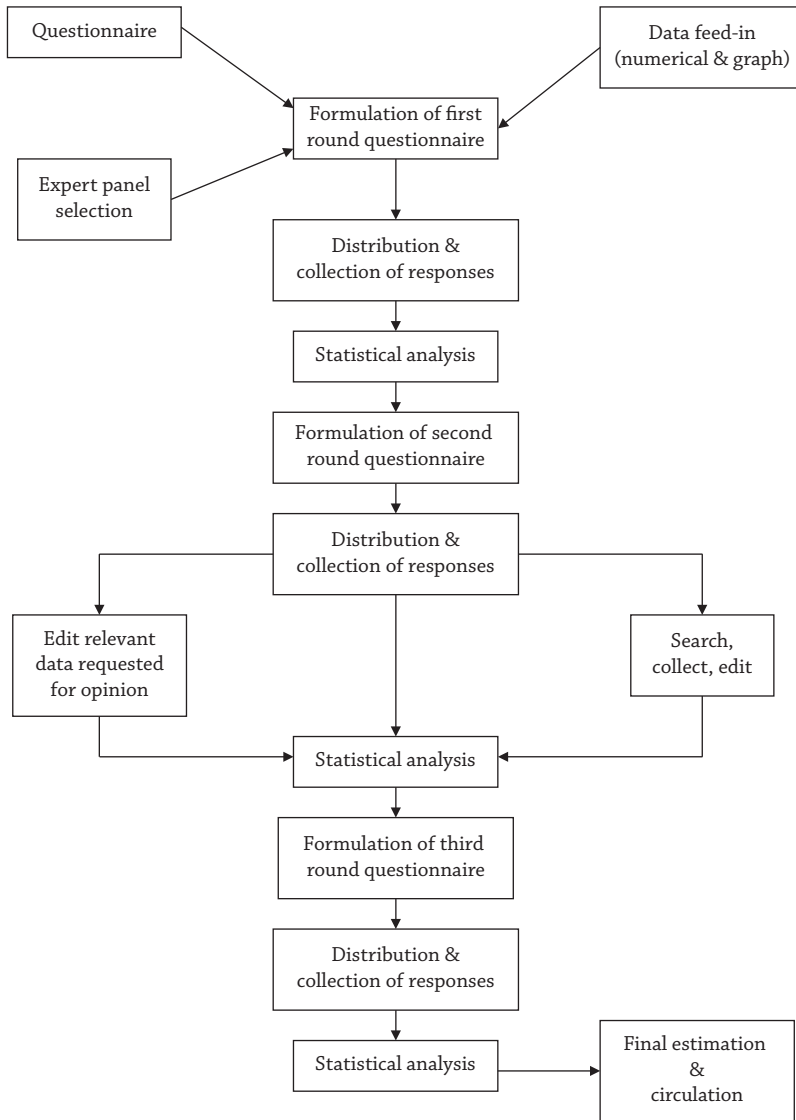 Questionnaire
Data feed-in
(numerical & graph)
Formulation of first
round questionnaire
Expert panel
selection
Distribution &
collection of responses
Statistical analysis
Formulation of second
round questionnaire
Distribution &
collection of responses
Edit relevant
data requested
for opinion
Search,
collect, edit
Statistical analysis
Formulation of third
round questionnaire
Distribution &
collection of responses
Statistical analysis
Final estimation
&
circulation